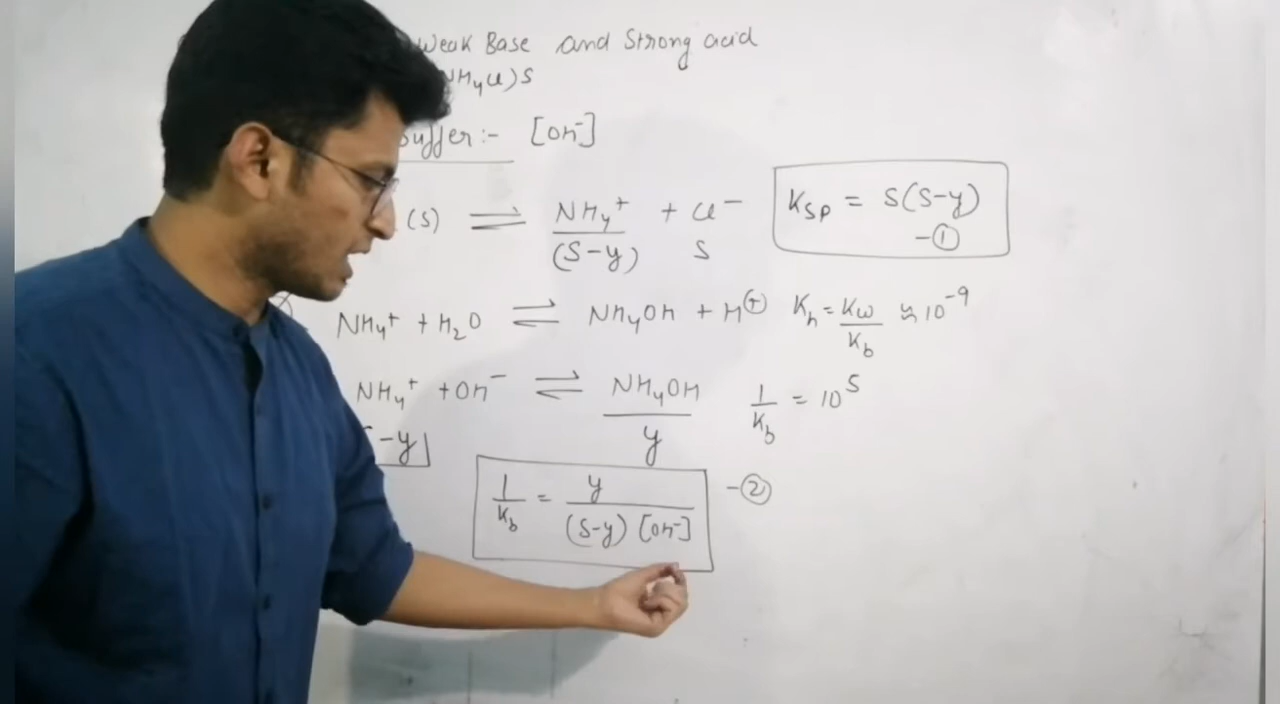 Weak Base and Strong acid
NH₄Cl)S
Buffer:- [OH⁻]
(S) ⇌ NH₄⁺ + Cl⁻
(S-y) S
Ksp = S(S-y)
-①
NH₄⁺ + H₂O ⇌ NH₄OH + H⊕ Kh = Kw/Kb ≈ 10⁻⁹
NH₄⁺ + OH⁻ ⇌ NH₄OH 1/Kb = 10⁵
-y] y
1/Kb = y/(S-y)[OH⁻] -②